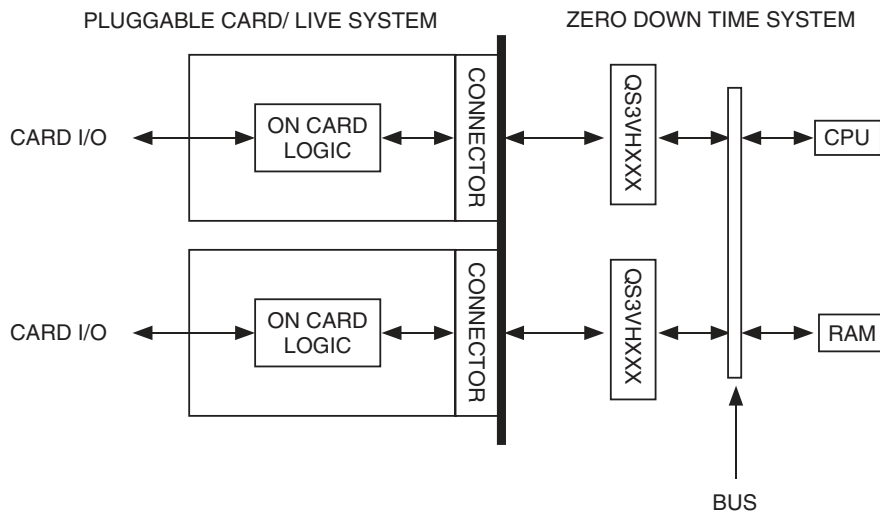 PLUGGABLE CARD/ LIVE SYSTEM
ZERO DOWN TIME SYSTEM
CARD I/O
ON CARD
LOGIC
CONNECTOR
QS3VHXXX
CPU
CARD I/O
ON CARD
LOGIC
CONNECTOR
QS3VHXXX
RAM
BUS